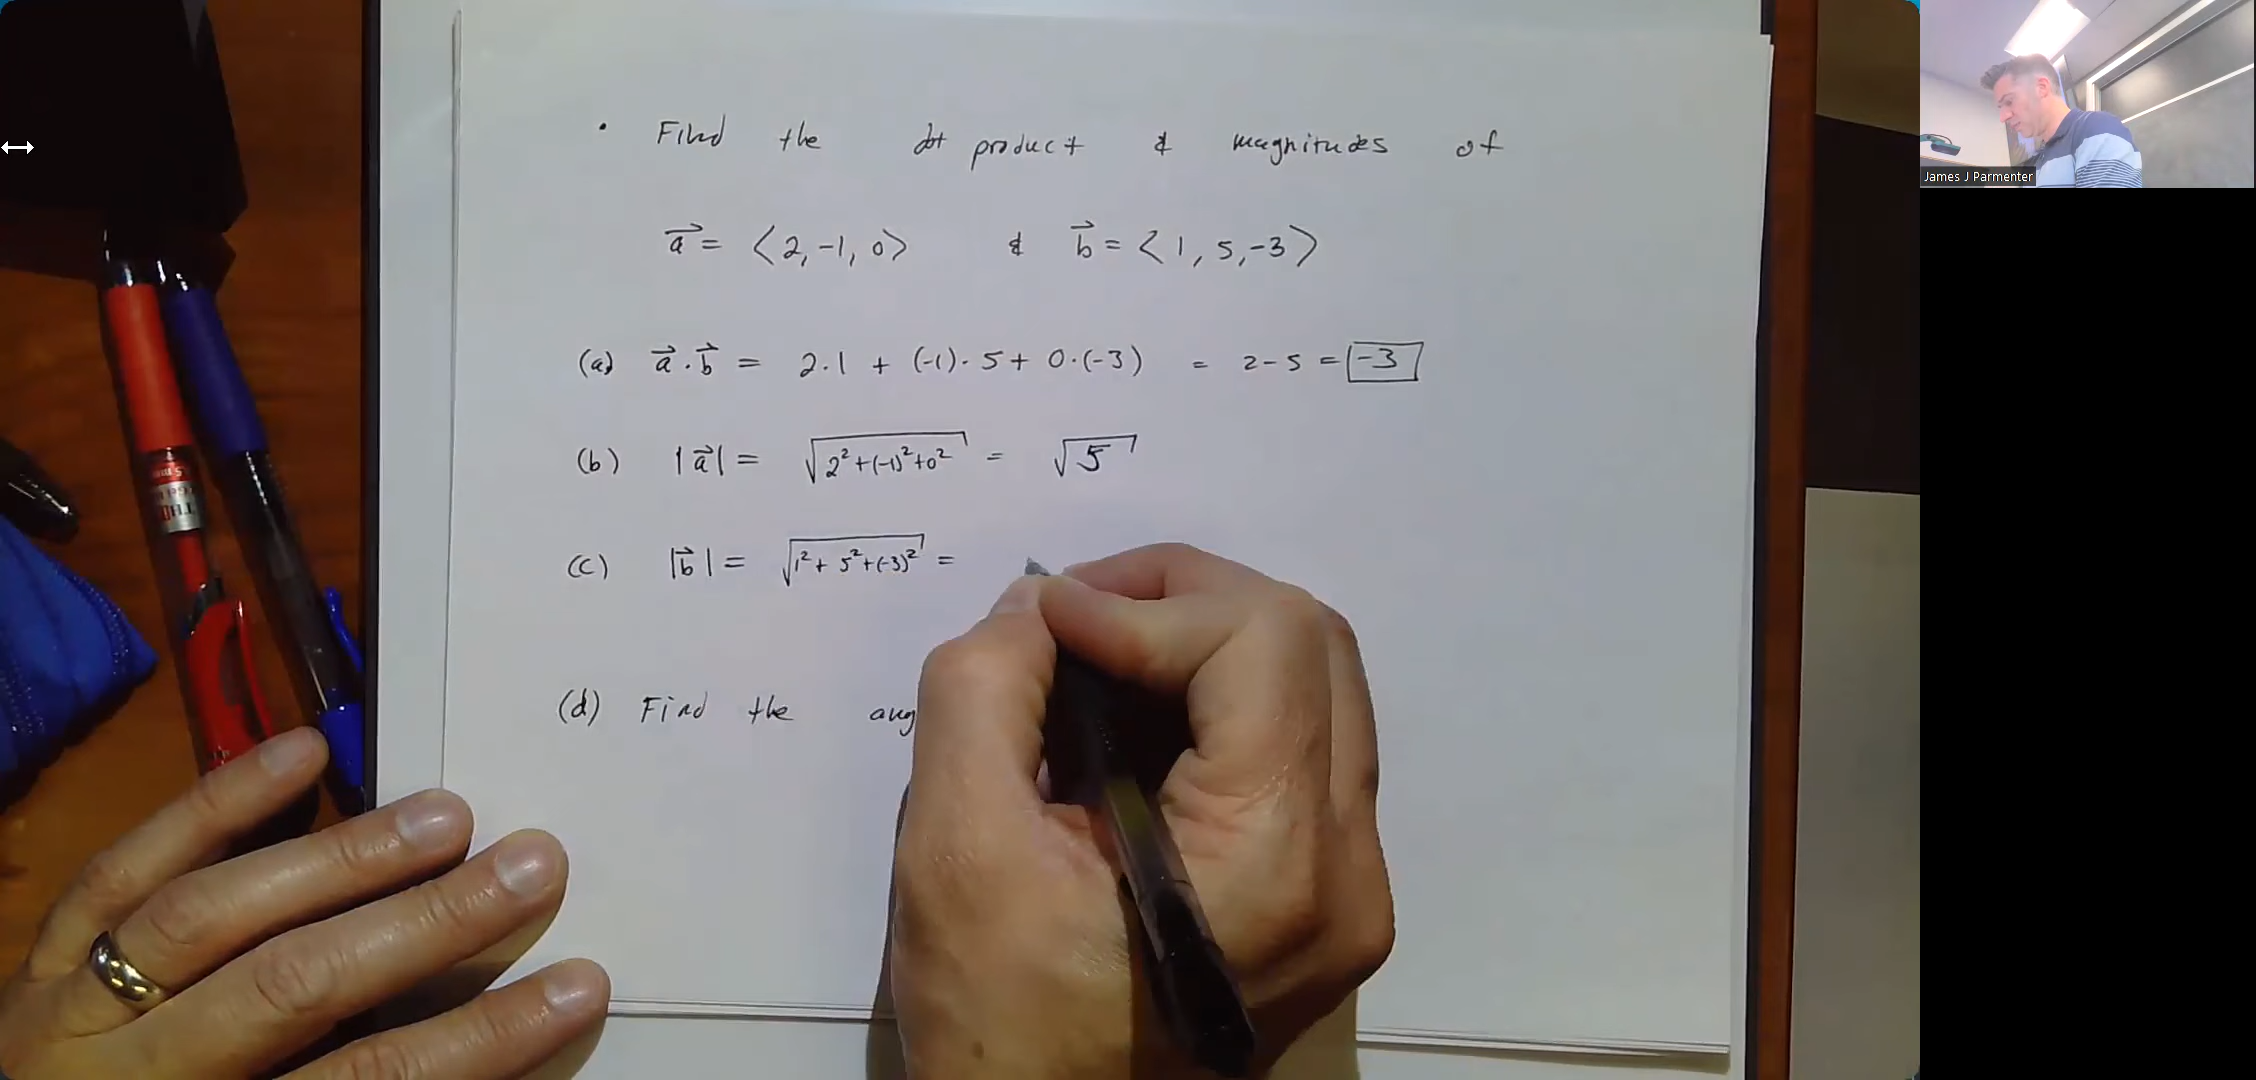 • Find the dot product & magnitudes of
a⃗ = ⟨2, -1, 0⟩ & b⃗ = ⟨1, 5, -3⟩
(a) a⃗ · b⃗ = 2·1 + (-1)·5 + 0·(-3) = 2-5 = -3
(b) |a⃗| = √(2²+(-1)²+0²) = √5
(c) |b⃗| = √(1²+5²+(-3)²) =
(d) Find the ang
James J Parmenter